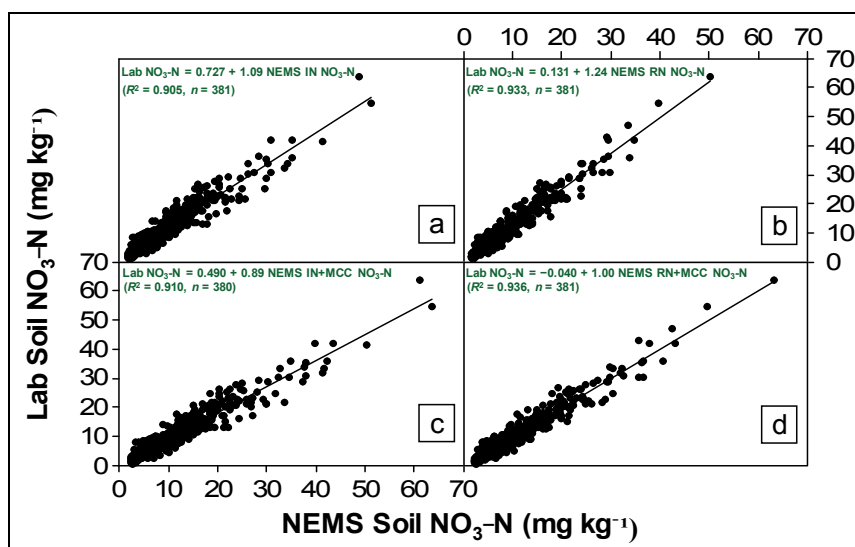 0 10 20 30 40 50 60 70
Lab NO₃-N = 0.727 + 1.09 NEMS IN NO₃-N
(R² = 0.905, n = 381)
a
Lab NO₃-N = 0.131 + 1.24 NEMS RN NO₃-N
(R² = 0.933, n = 381)
b
70
60
50
40
30
20
10
0
Lab Soil NO₃–N (mg kg⁻¹)
70
60
50
40
30
20
10
0
Lab NO₃-N = 0.490 + 0.89 NEMS IN+MCC NO₃-N
(R² = 0.910, n = 380)
c
Lab NO₃-N = −0.040 + 1.00 NEMS RN+MCC NO₃-N
(R² = 0.936, n = 381)
d
0 10 20 30 40 50 60 70
NEMS Soil NO₃–N (mg kg⁻¹)